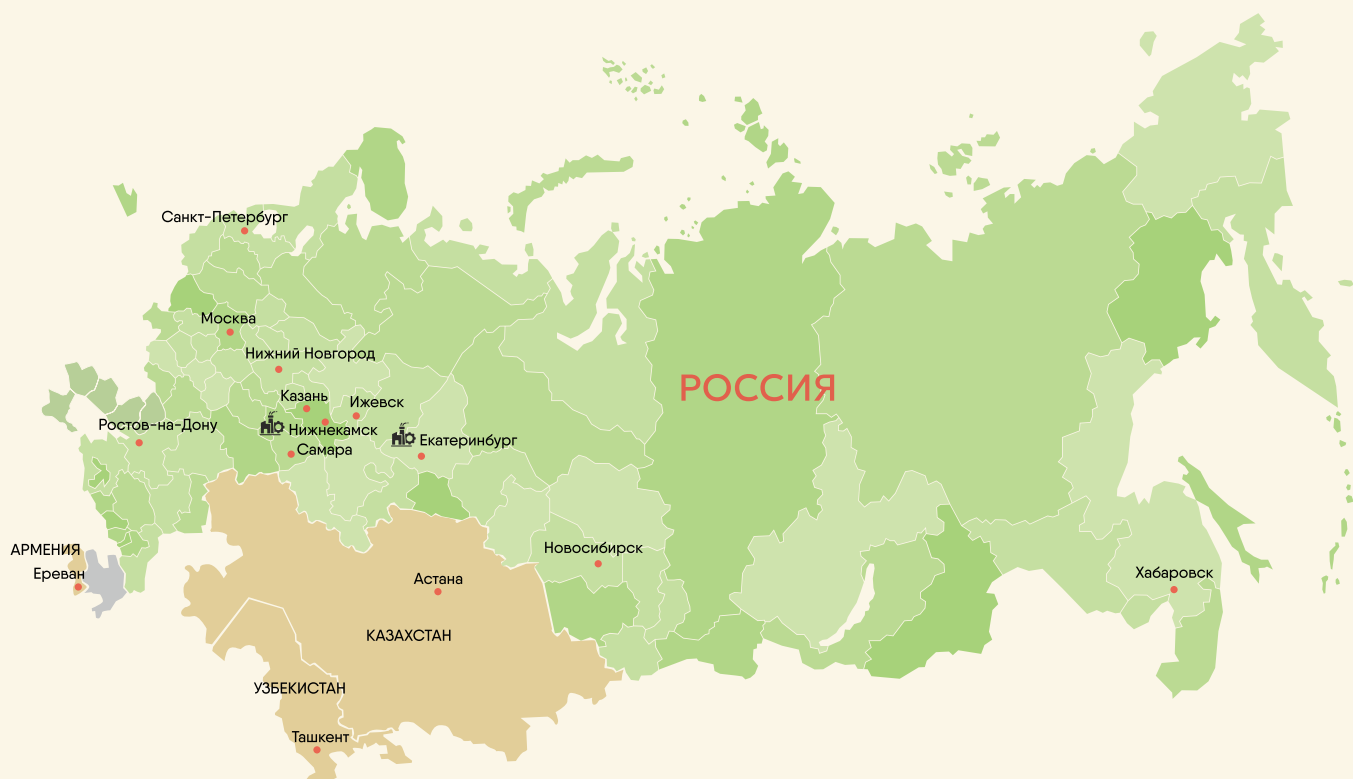 Санкт-Петербург
Москва
Нижний Новгород
РОССИЯ
Казань
Ижевск
Ростов-на-Дону
Нижнекамск
Екатеринбург
Самара
Новосибирск
АРМЕНИЯ
Ереван
Астана
Хабаровск
КАЗАХСТАН
УЗБЕКИСТАН
Ташкент